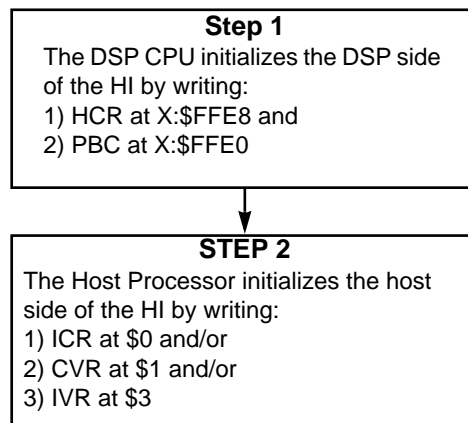 Step 1
The DSP CPU initializes the DSP side
of the HI by writing:
1) HCR at X:$FFE8 and
2) PBC at X:$FFE0
STEP 2
The Host Processor initializes the host
side of the HI by writing:
1) ICR at $0 and/or
2) CVR at $1 and/or
3) IVR at $3